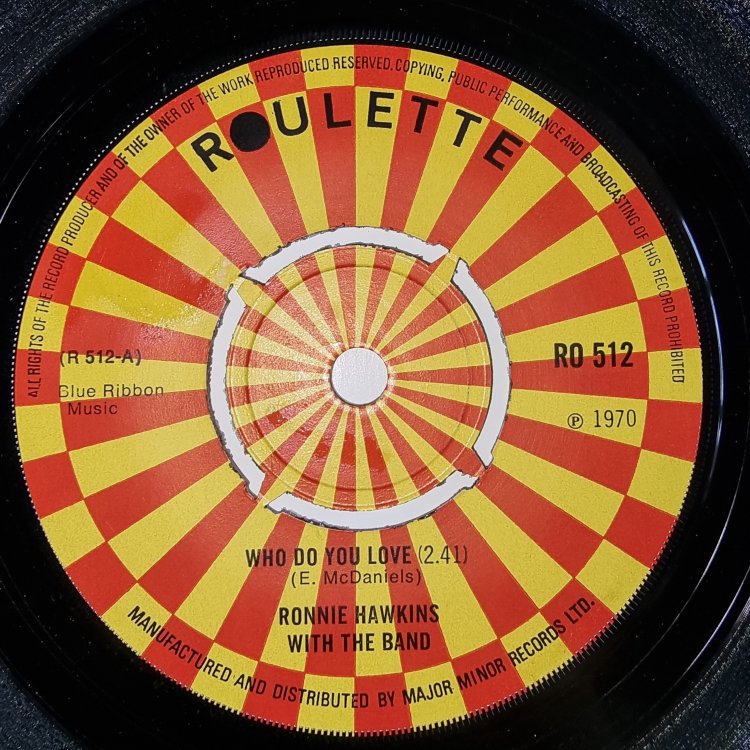 ALL RIGHTS OF THE RECORD PRODUCER AND OF THE OWNER OF THE WORK REPRODUCED RESERVED. COPYING, PUBLIC PERFORMANCE AND BROADCASTING OF THIS RECORD PROHIBITED
ROULETTE
(R 512-A)
Blue Ribbon
Music
RO 512
℗ 1970
WHO DO YOU LOVE (2.41)
(E. McDaniels)
RONNIE HAWKINS
WITH THE BAND
MANUFACTURED AND DISTRIBUTED BY MAJOR MINOR RECORDS LTD.